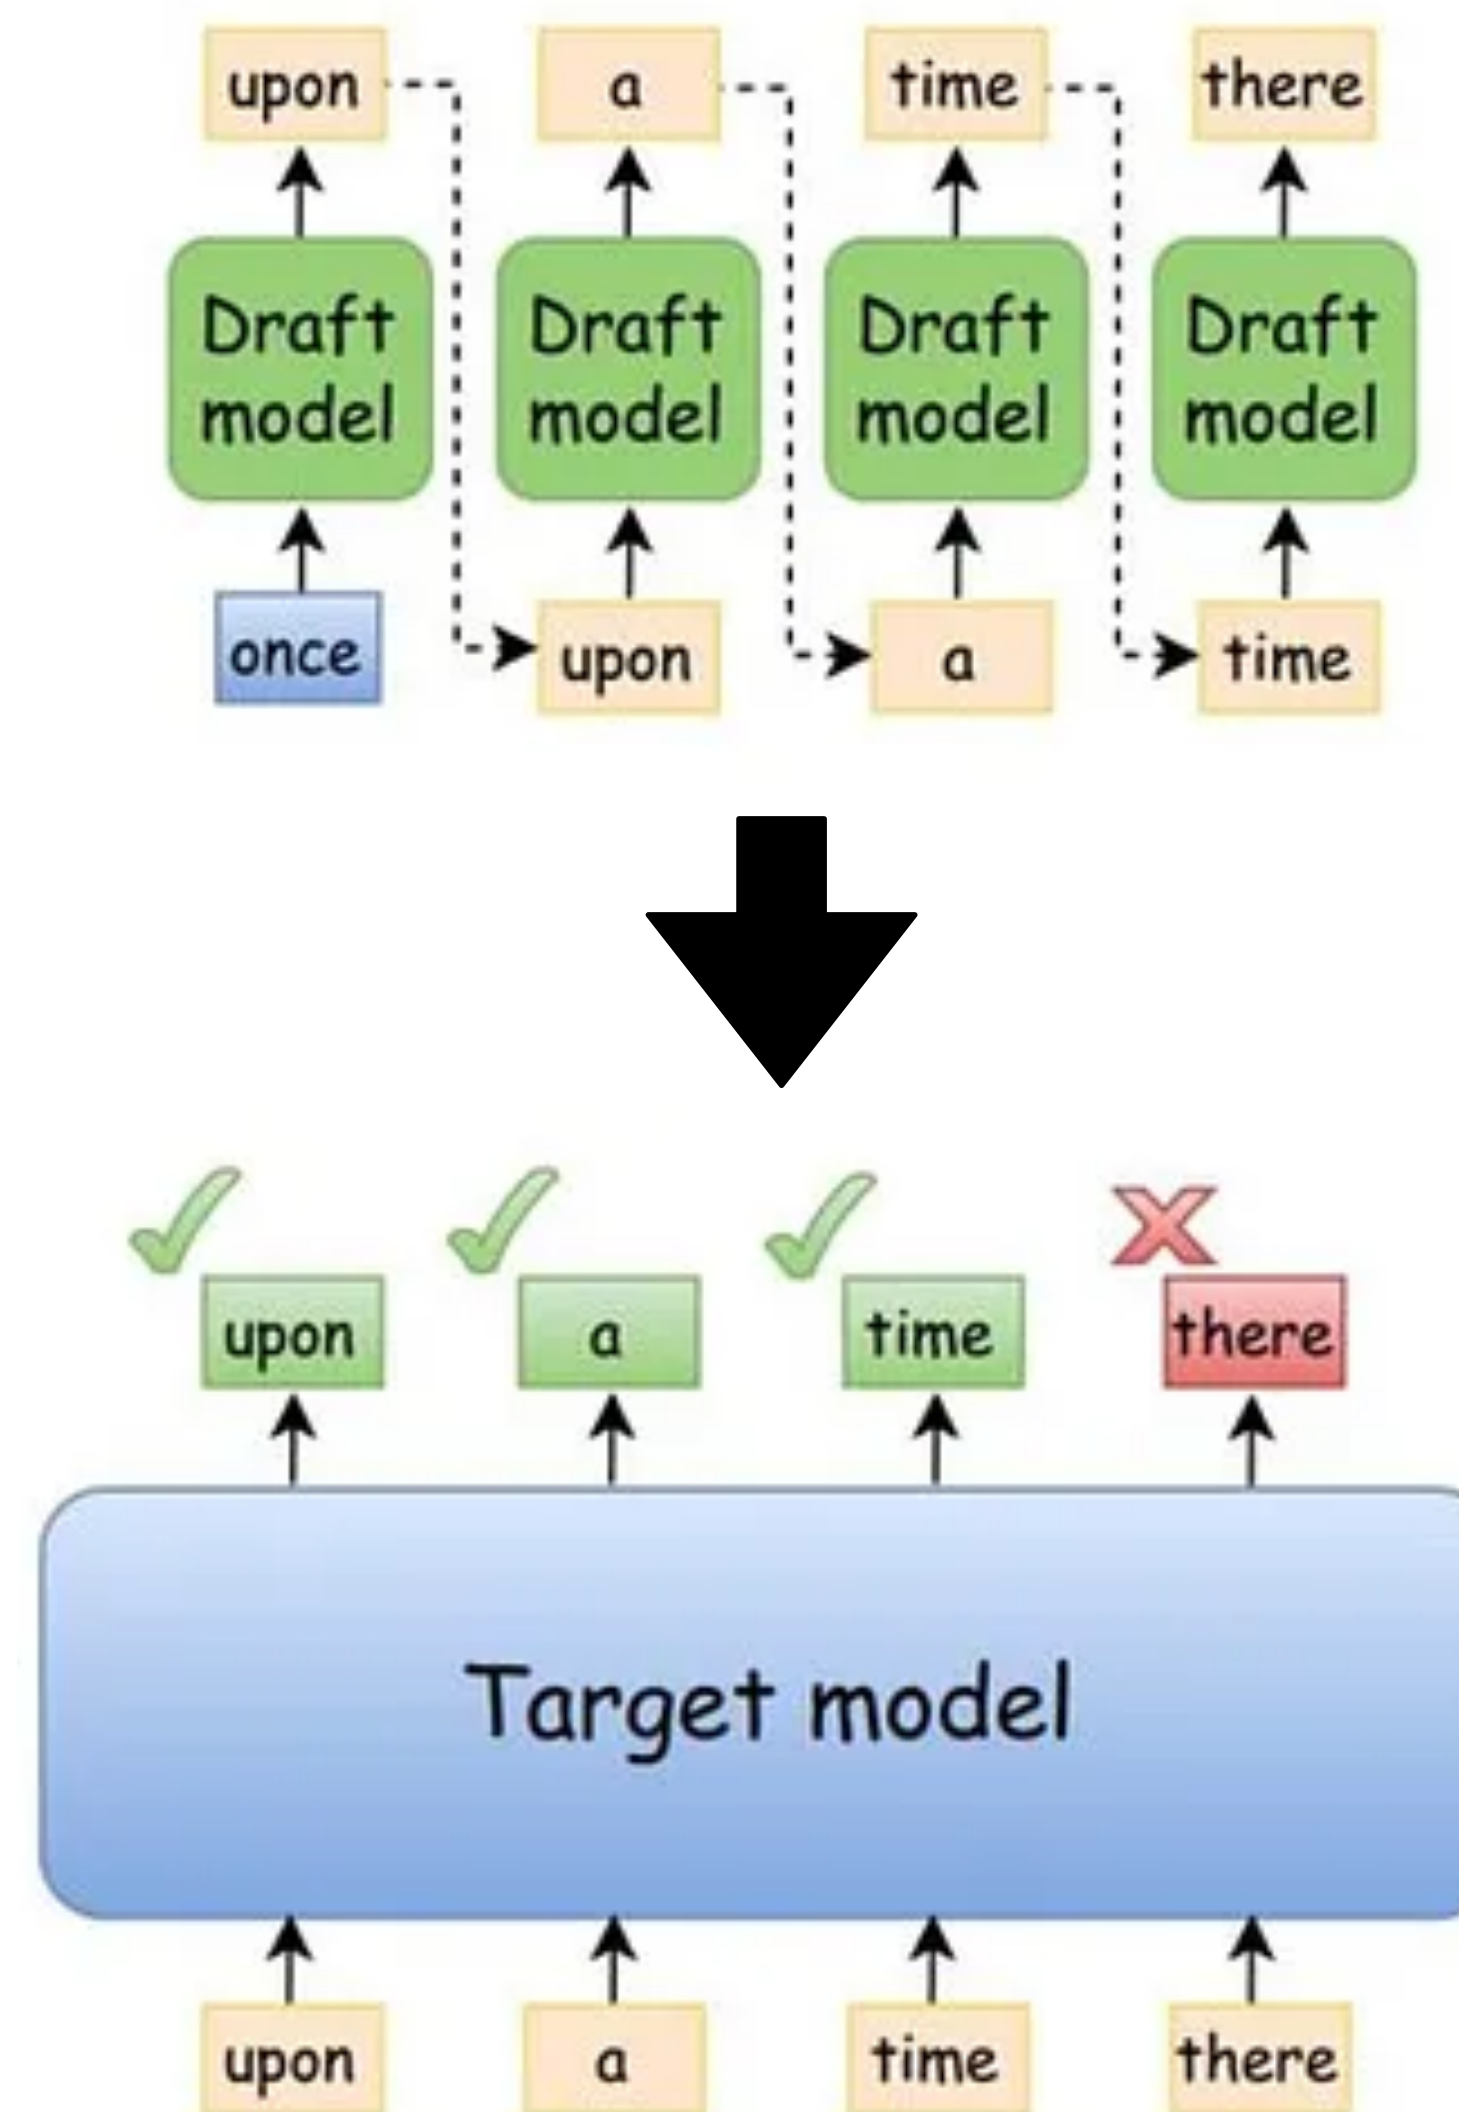 upon a time there
Draft model Draft model Draft model Draft model
once upon a time
upon a time there
Target model
upon a time there